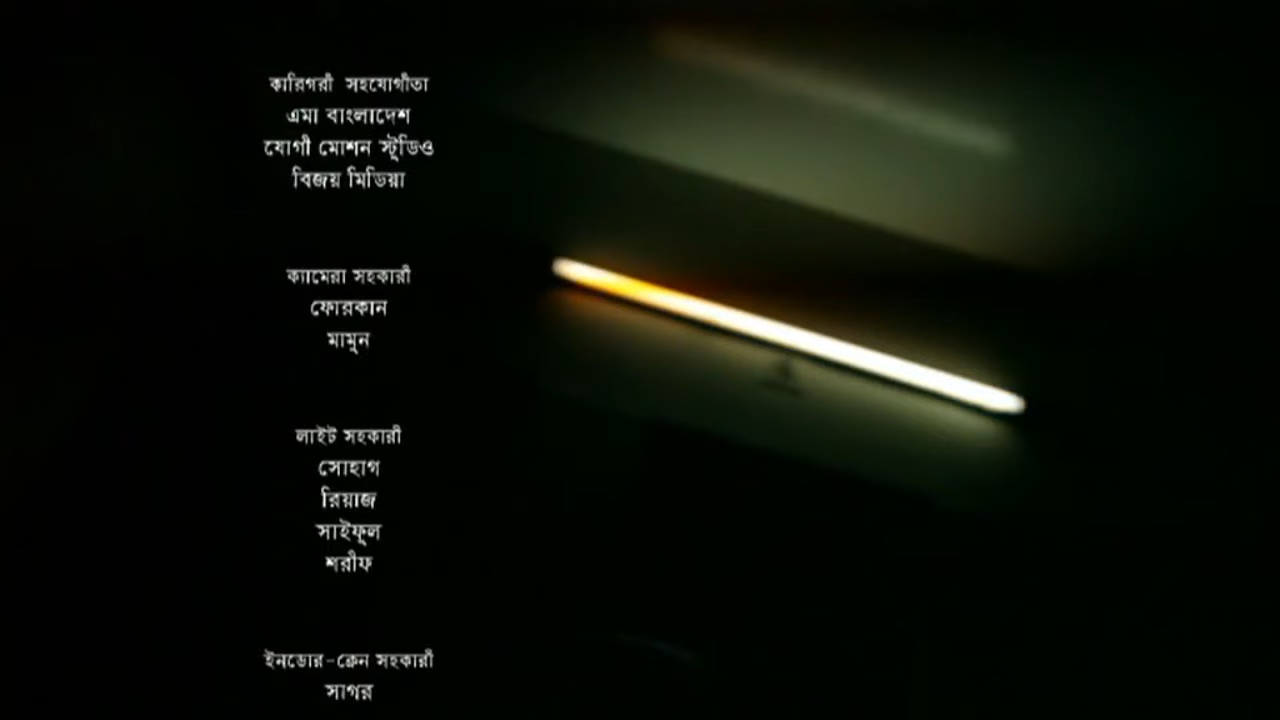 কারিগরী সহযোগীতা
এমা বাংলাদেশ
যোগী মোশন স্টুডিও
বিজয় মিডিয়া
ক্যামেরা সহকারী
ফোরকান
মামুন
লাইট সহকারী
সোহাগ
রিয়াজ
সাইফুল
শরীফ
ইনডোর-ক্রেন সহকারী
সাগর